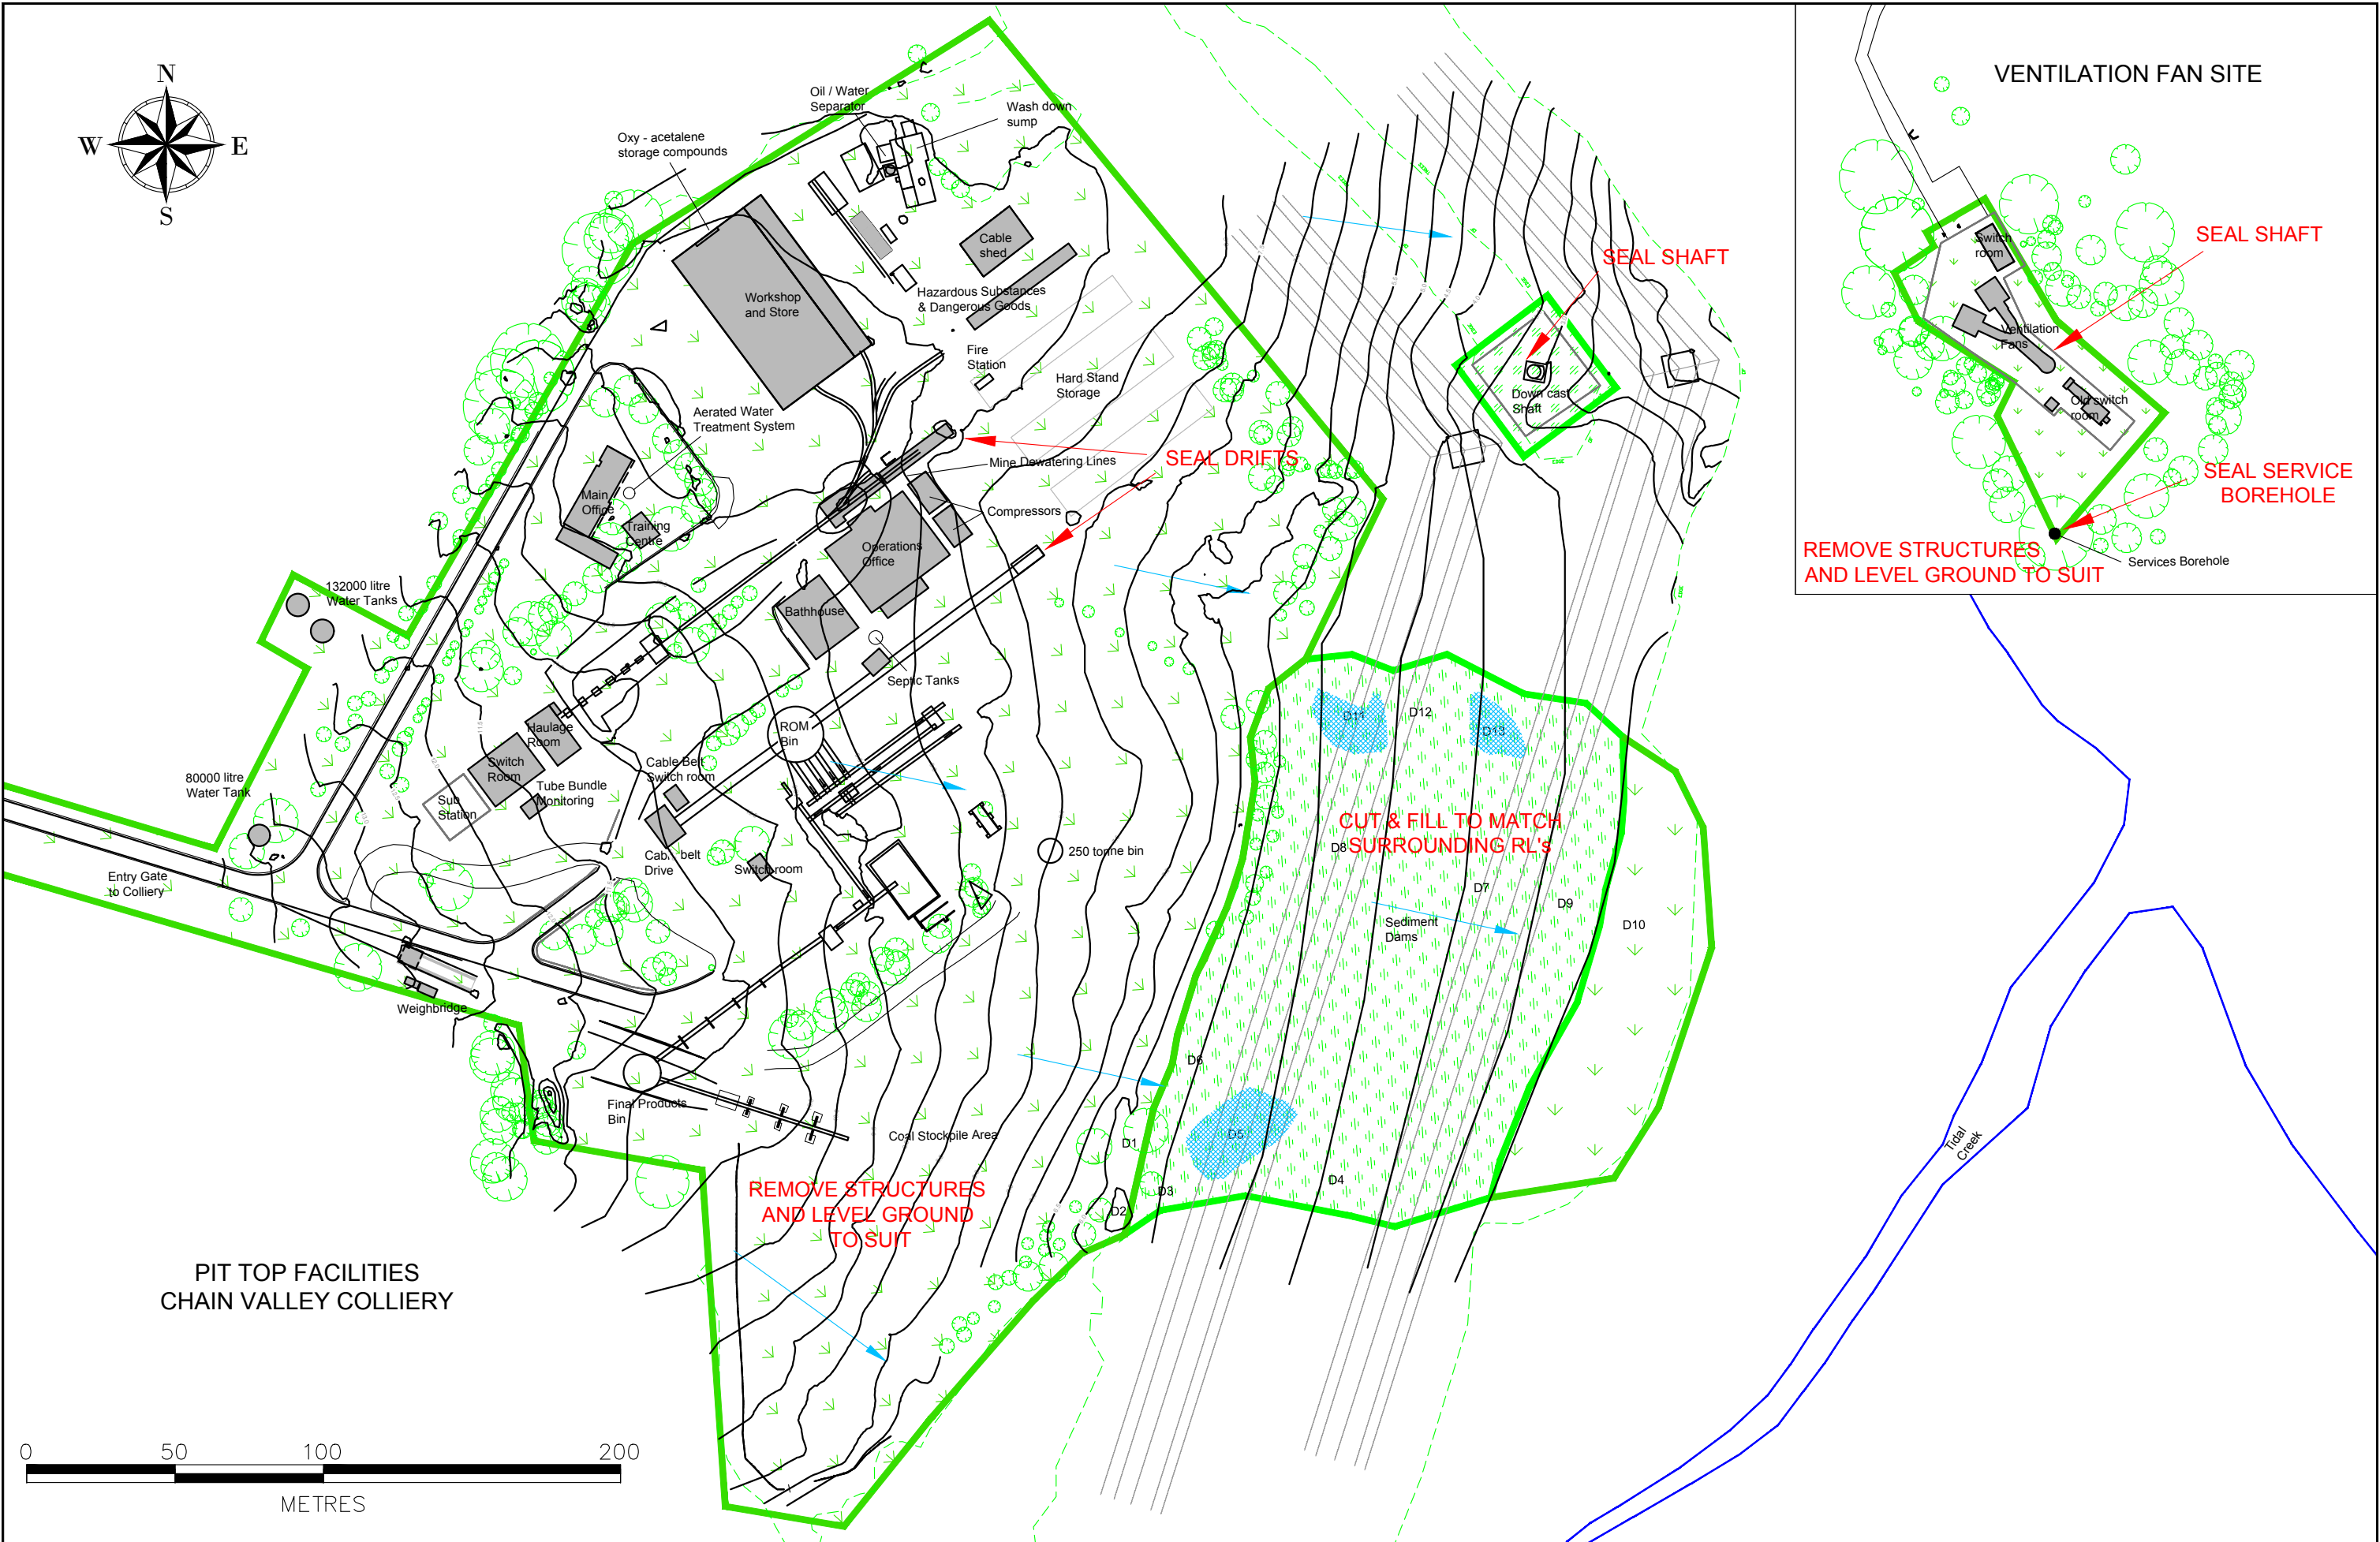 N
W
E
S
VENTILATION FAN SITE
Oil / Water
Separator
Wash down
sump
Oxy - acetalene
storage compounds
Cable
shed
Workshop
and Store
Hazardous Substances
& Dangerous Goods
Fire
Station
Hard Stand
Storage
SEAL SHAFT
Down cast
Shaft
Switch
room
SEAL SHAFT
Ventilation
Fans
Old switch
room
SEAL SERVICE
BOREHOLE
REMOVE STRUCTURES
AND LEVEL GROUND TO SUIT
Services Borehole
Aerated Water
Treatment System
Mine Dewatering Lines
SEAL DRIFTS
Main
Office
Training
Centre
Compressors
Operations
Office
132000 litre
Water Tanks
Bathhouse
Septic Tanks
ROM
Bin
Haulage
Room
Switch
Room
Cable Belt
Switch room
80000 litre
Water Tank
Sub
Station
Tube Bundle
Monitoring
D11
D12
D13
CUT & FILL TO MATCH
SURROUNDING RL's
D8
250 tonne bin
Cable belt
Drive
Switch room
D7
Entry Gate
to Colliery
D9
Sediment
Dams
D10
Weighbridge
D6
Final Products
Bin
Coal Stockpile Area
D1
D5
D3
D4
D2
Tidal
Creek
REMOVE STRUCTURES
AND LEVEL GROUND
TO SUIT
PIT TOP FACILITIES
CHAIN VALLEY COLLIERY
0
50
100
200
METRES